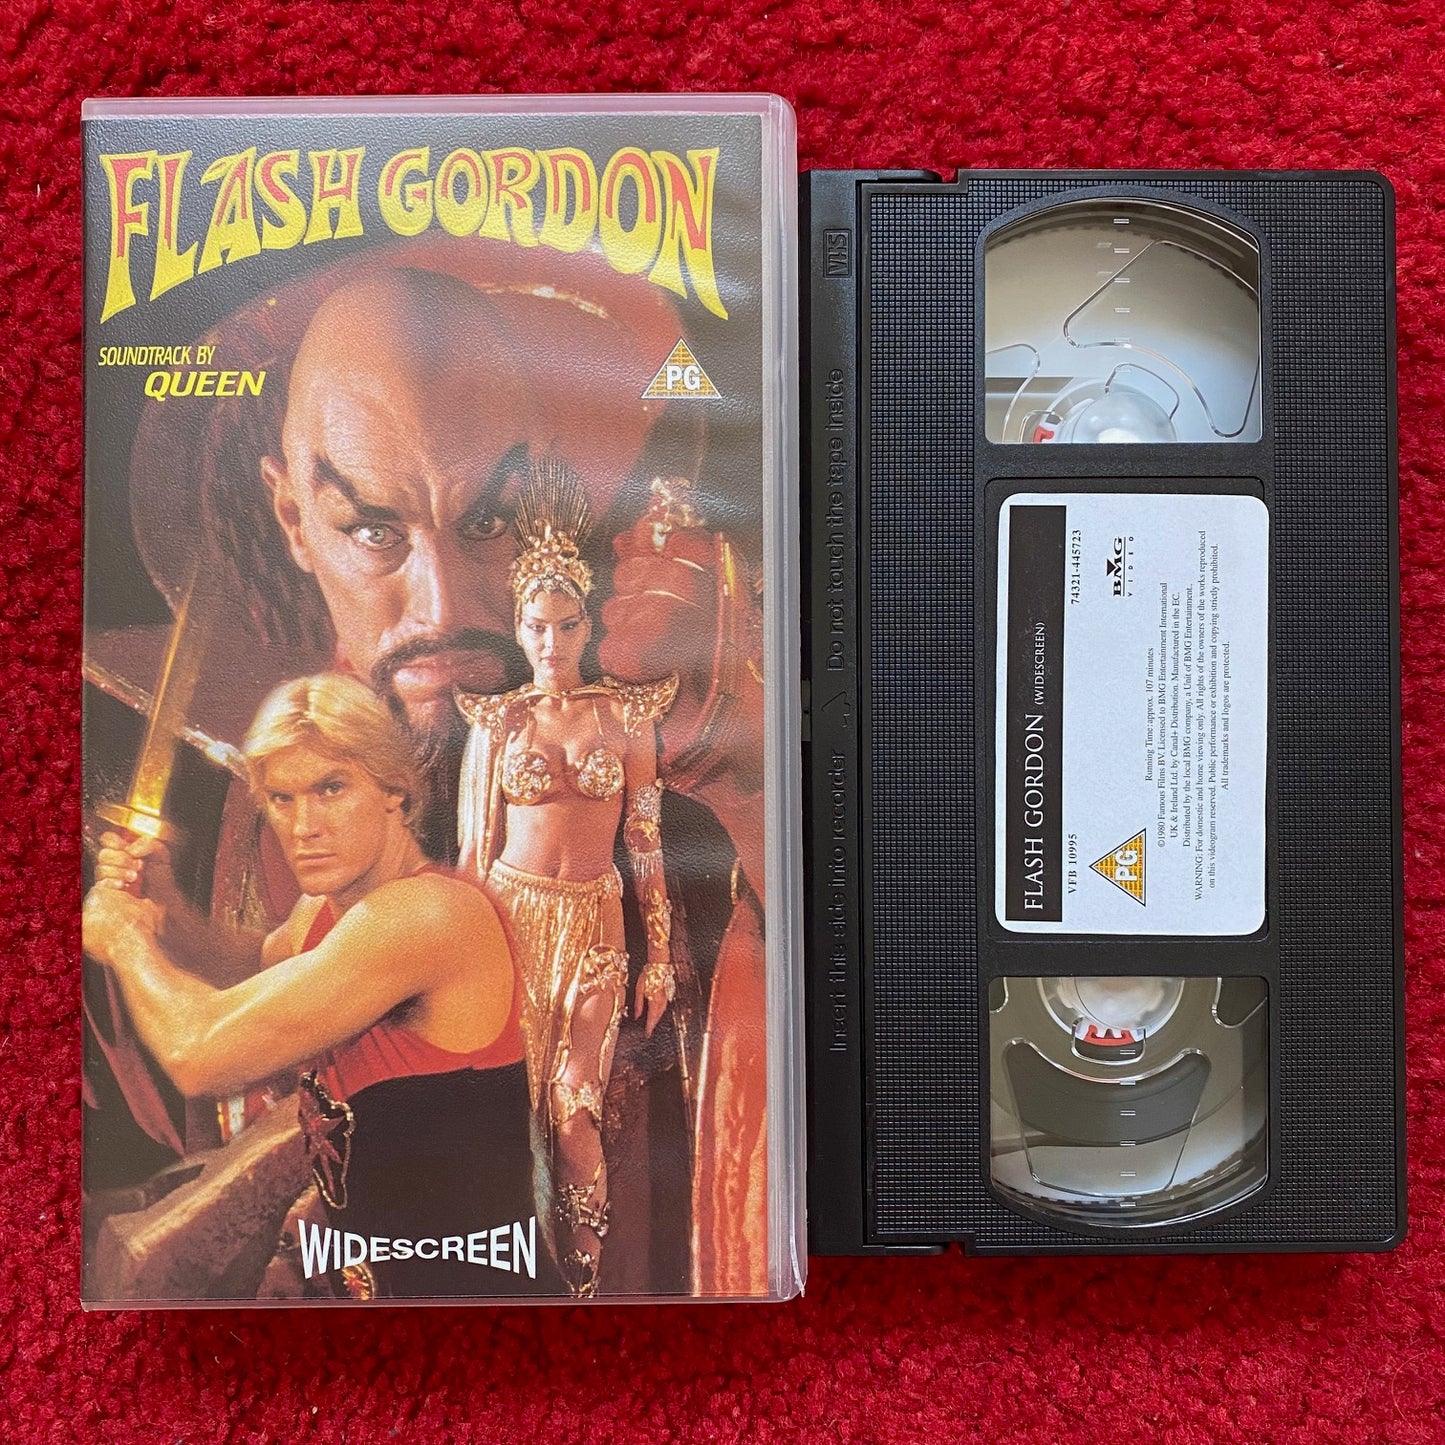 FLASH GORDON
SOUNDTRACK BY
QUEEN
PG
WIDESCREEN
VHS
Do not touch the tape inside
Insert this side into recorder
FLASH GORDON (WIDESCREEN)
VFB 10995
74321-445723
BMG
VIDEO
PG
Running Time: approx. 107 minutes
©1980 Famous Films BV. Licensed to BMG Entertainment International
UK & Ireland Ltd. by Canal+ Distribution. Manufactured in the EC.
Distributed by the local BMG company, a Unit of BMG Entertainment.
WARNING: For domestic and home viewing only. All rights of the owners of the works reproduced
on this videogram reserved. Public performance or exhibition and copying strictly prohibited.
All trademarks and logos are protected.